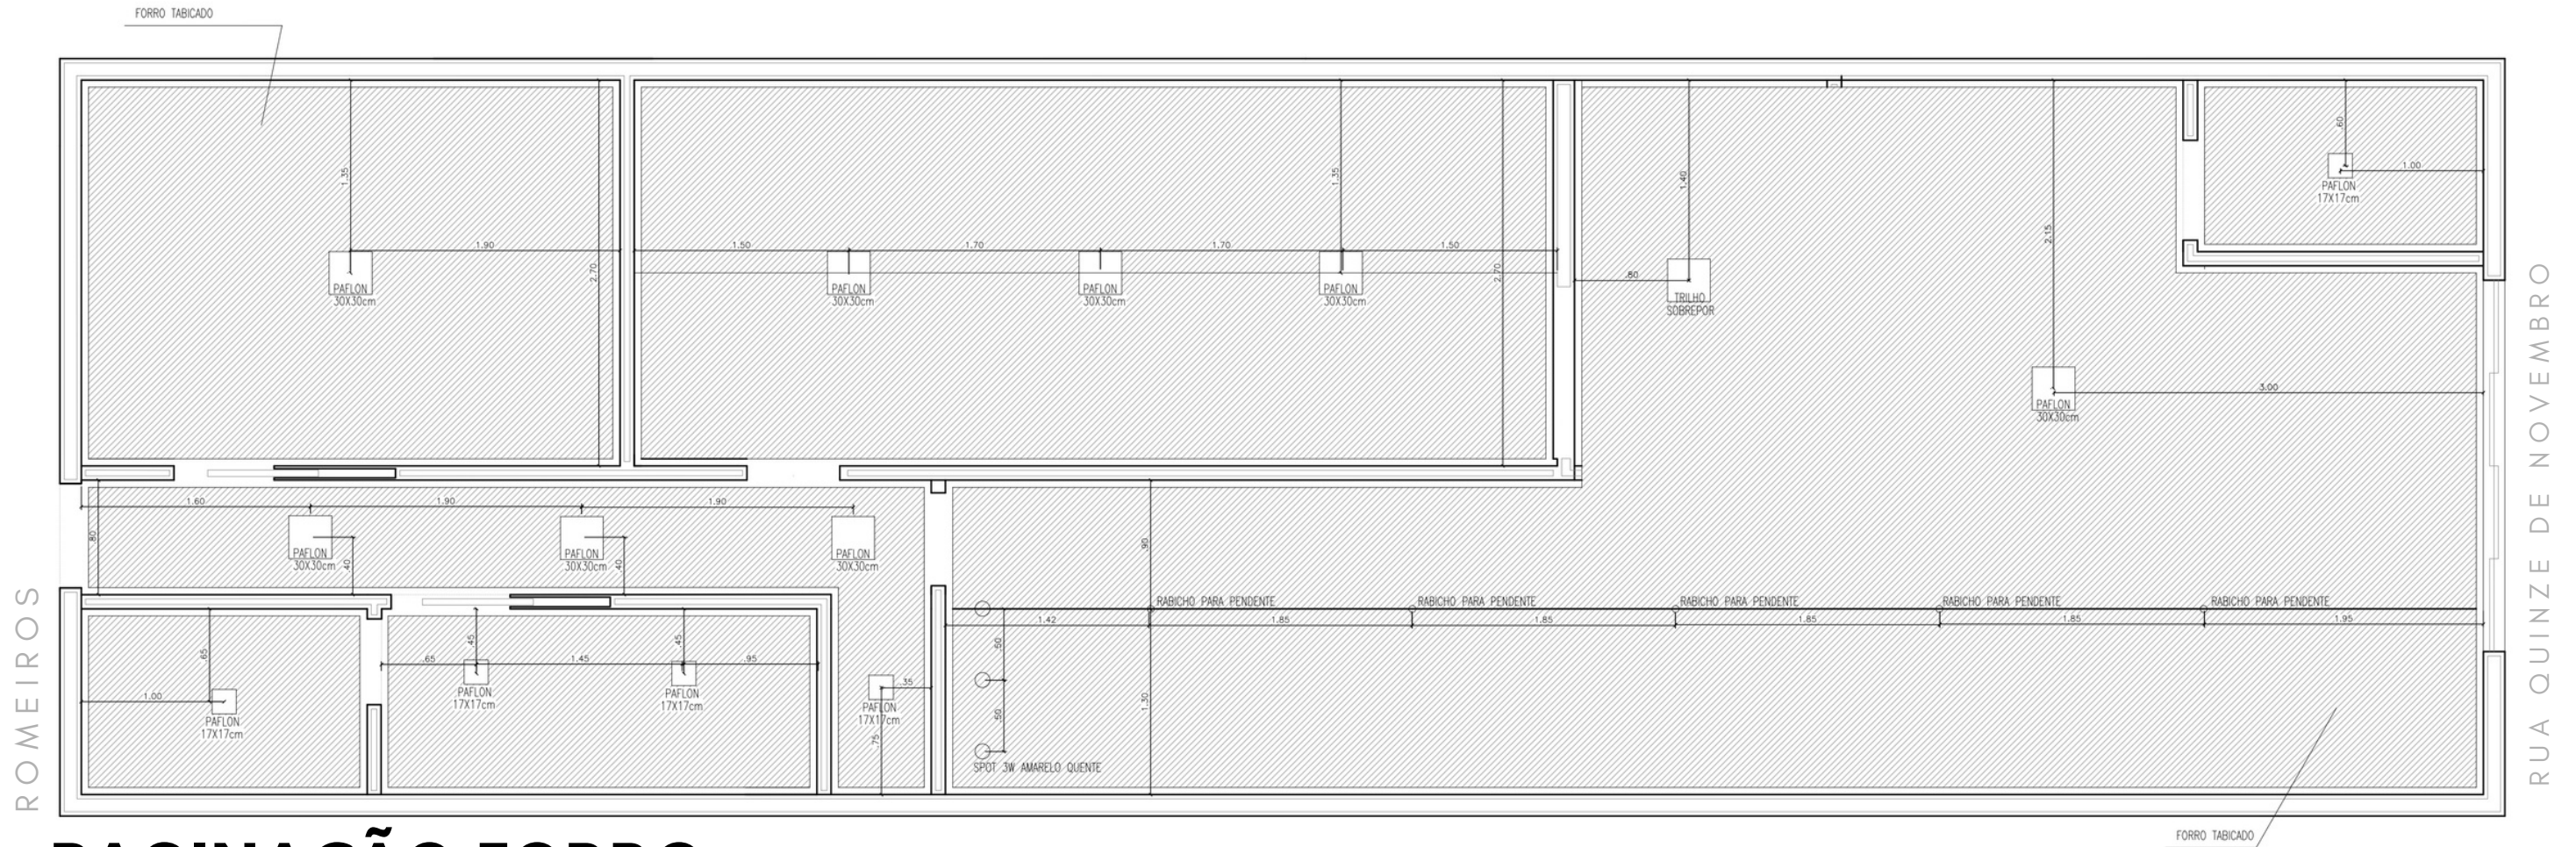 FORRO TABICADO
1.35
1.90
2.70
PAFLON
30X30cm
1.50
1.70
1.70
1.50
1.35
2.70
PAFLON
30X30cm
PAFLON
30X30cm
PAFLON
30X30cm
1.40
.80
TRILHO
SOBREPOR
2.15
3.00
PAFLON
30X30cm
.60
1.00
PAFLON
17X17cm
1.60
1.90
1.90
.80
.40
.40
PAFLON
30X30cm
PAFLON
30X30cm
PAFLON
30X30cm
.65
1.00
PAFLON
17X17cm
.45
.45
.65
1.45
.95
PAFLON
17X17cm
PAFLON
17X17cm
.35
PAFLON
17X17cm
.75
.90
RABICHO PARA PENDENTE
RABICHO PARA PENDENTE
RABICHO PARA PENDENTE
RABICHO PARA PENDENTE
RABICHO PARA PENDENTE
1.42
1.85
1.85
1.85
1.85
1.95
.50
.50
1.30
SPOT 3W AMARELO QUENTE
FORRO TABICADO
ROMEIROS
RUA QUINZE DE NOVEMBRO
PAGINAÇÃO FORRO